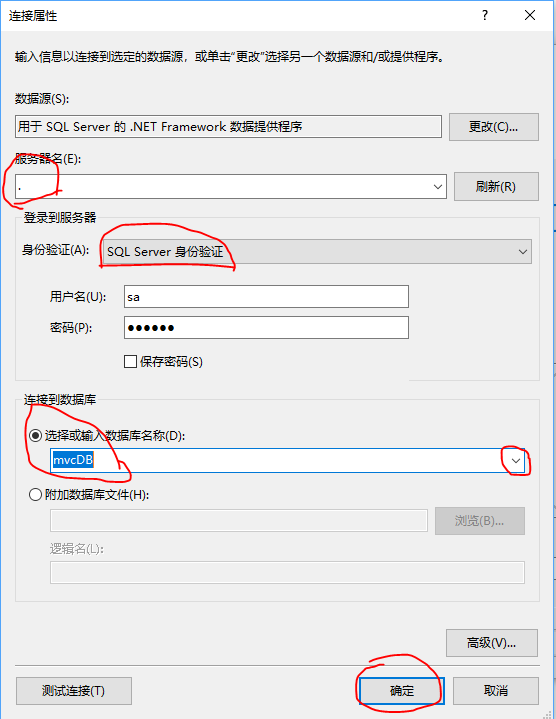 连接属性
输入信息以连接到选定的数据源，或单击“更改”选择另一个数据源和/或提供程序。
数据源(S):
用于 SQL Server 的 .NET Framework 数据提供程序
更改(C)...
服务器名(E):
.
刷新(R)
登录到服务器
身份验证(A):
SQL Server 身份验证
用户名(U):
sa
密码(P):
●●●●●●
保存密码(S)
连接到数据库
选择或输入数据库名称(D):
mvcDB
附加数据库文件(H):
浏览(B)...
逻辑名(L):
高级(V)...
测试连接(T)
确定
取消